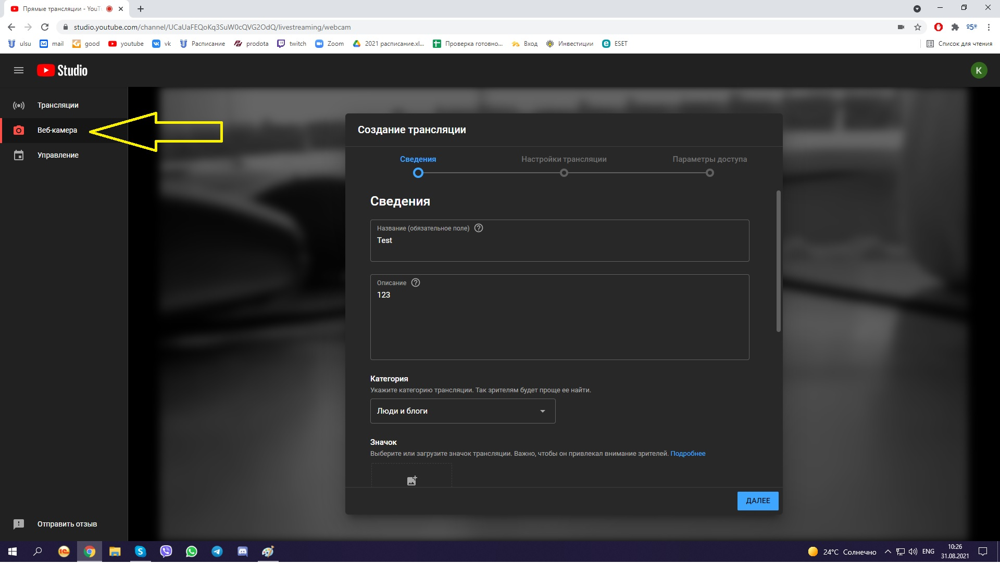 Прямые трансляции - YouT
studio.youtube.com/channel/UCaUaFEQoKq3SuW0cQVG2OdQ/livestreaming/webcam
25⁹
ulsu mail good youtube vk Расписание prodota twitch Zoom 2021 расписание.xl... Проверка готовно... Вход Инвестиции ESET Список для чтения
Studio
K
Трансляции
Веб-камера
Управление
Отправить отзыв
Создание трансляции
Сведения Настройки трансляции Параметры доступа
Сведения
Название (обязательное поле) ?
Test
Описание ?
123
Категория
Укажите категорию трансляции. Так зрителям будет проще ее найти.
Люди и блоги
Значок
Выберите или загрузите значок трансляции. Важно, чтобы он привлекал внимание зрителей. Подробнее
ДАЛЕЕ
24°C Солнечно ENG
10:26
31.08.2021